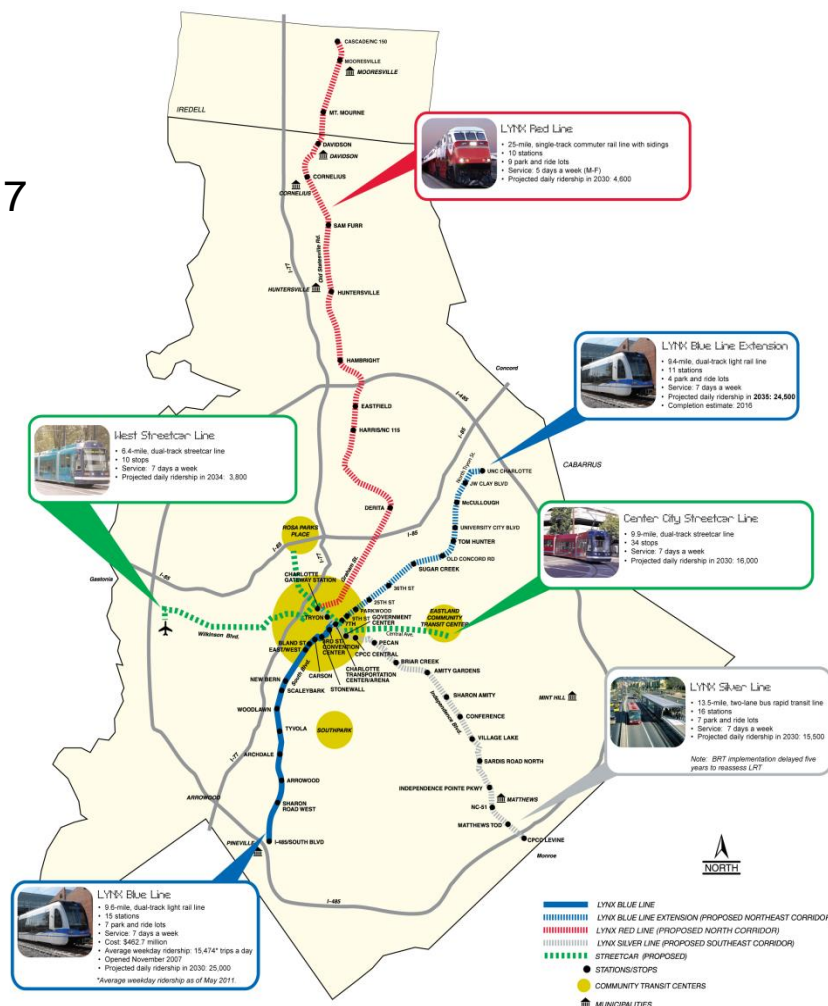 7
CASCADE/NC 150
MOORESVILLE
MOORESVILLE
MT. MOURNE
IREDELL
DAVIDSON
DAVIDSON
CORNELIUS
CORNELIUS
SAM FURR
I-77
Old Statesville Rd.
HUNTERSVILLE
HUNTERSVILLE
HAMBRIGHT
EASTFIELD
HARRIS/NC 115
DERITA
LYNX Red Line
• 25-mile, single-track commuter rail line with sidings
• 10 stations
• 9 park and ride lots
• Service: 5 days a week (M-F)
• Projected daily ridership in 2030: 4,600
LYNX Blue Line Extension
• 9.4-mile, dual-track light rail line
• 11 stations
• 4 park and ride lots
• Service: 7 days a week
• Projected daily ridership in 2035: 24,500
• Completion estimate: 2016
Concord
I-485
I-85
North Tryon St.
UNC CHARLOTTE
CABARRUS
JW CLAY BLVD
McCULLOUGH
UNIVERSITY CITY BLVD
TOM HUNTER
OLD CONCORD RD
SUGAR CREEK
36TH ST
25TH ST
PARKWOOD
9TH ST
7TH
West Streetcar Line
• 6.4-mile, dual-track streetcar line
• 10 stops
• Service: 7 days a week
• Projected daily ridership in 2034: 3,800
Center City Streetcar Line
• 9.9-mile, dual-track streetcar line
• 34 stops
• Service: 7 days a week
• Projected daily ridership in 2030: 16,000
ROSA PARKS
PLACE
I-85
I-85
I-85
I-77
Graham St.
Gastonia
CHARLOTTE
GATEWAY STATION
TRYON
Wilkinson Blvd.
GOVERNMENT
CENTER
EASTLAND
COMMUNITY
TRANSIT CENTER
Central Ave.
BLAND ST
EAST/WEST
3RD ST
CONVENTION
CENTER
CPCC CENTRAL
CARSON
STONEWALL
CHARLOTTE
TRANSPORTATION
CENTER/ARENA
South Blvd.
PECAN
BRIAR CREEK
AMITY GARDENS
SHARON AMITY
Independence Blvd.
CONFERENCE
VILLAGE LAKE
SARDIS ROAD NORTH
INDEPENDENCE POINTE PKWY
MATTHEWS
NC-51
MATTHEWS TOD
CPCC LEVINE
Monroe
MINT HILL
NEW BERN
SCALEYBARK
WOODLAWN
TYVOLA
SOUTHPARK
I-77
ARCHDALE
ARROWOOD
ARROWOOD
SHARON
ROAD WEST
PINEVILLE
I-485/SOUTH BLVD
I-485
LYNX Silver Line
• 13.5-mile, two-lane bus rapid transit line
• 16 stations
• 7 park and ride lots
• Service: 7 days a week
• Projected daily ridership in 2030: 15,500
Note: BRT implementation delayed five
years to reassess LRT
LYNX Blue Line
• 9.6-mile, dual-track light rail line
• 15 stations
• 7 park and ride lots
• Service: 7 days a week
• Cost: $462.7 million
• Average weekday ridership: 15,474* trips a day
• Opened November 2007
• Projected daily ridership in 2030: 25,000
*Average weekday ridership as of May 2011.
NORTH
LYNX BLUE LINE
LYNX BLUE LINE EXTENSION (PROPOSED NORTHEAST CORRIDOR)
LYNX RED LINE (PROPOSED NORTH CORRIDOR)
LYNX SILVER LINE (PROPOSED SOUTHEAST CORRIDOR)
STREETCAR (PROPOSED)
STATIONS/STOPS
COMMUNITY TRANSIT CENTERS
MUNICIPALITIES